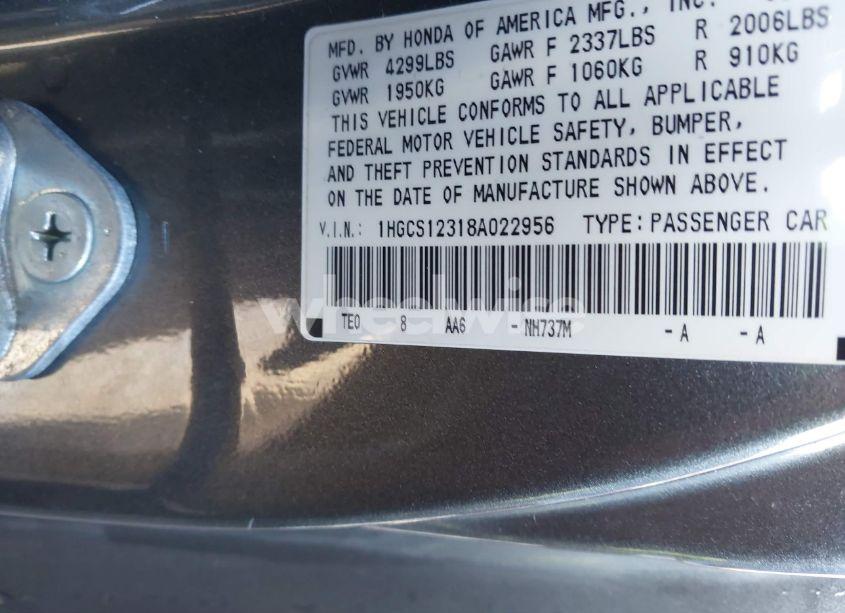 MFD. BY HONDA OF AMERICA MFG., INC.
GVWR 4299LBS GAWR F 2337LBS R 2006LBS
GVWR 1950KG GAWR F 1060KG R 910KG
THIS VEHICLE CONFORMS TO ALL APPLICABLE
FEDERAL MOTOR VEHICLE SAFETY, BUMPER,
AND THEFT PREVENTION STANDARDS IN EFFECT
ON THE DATE OF MANUFACTURE SHOWN ABOVE.
V.I.N.: 1HGCS12318A022956 TYPE: PASSENGER CAR
TE0 8 AA6 - NH737M - A - A
wheelwise